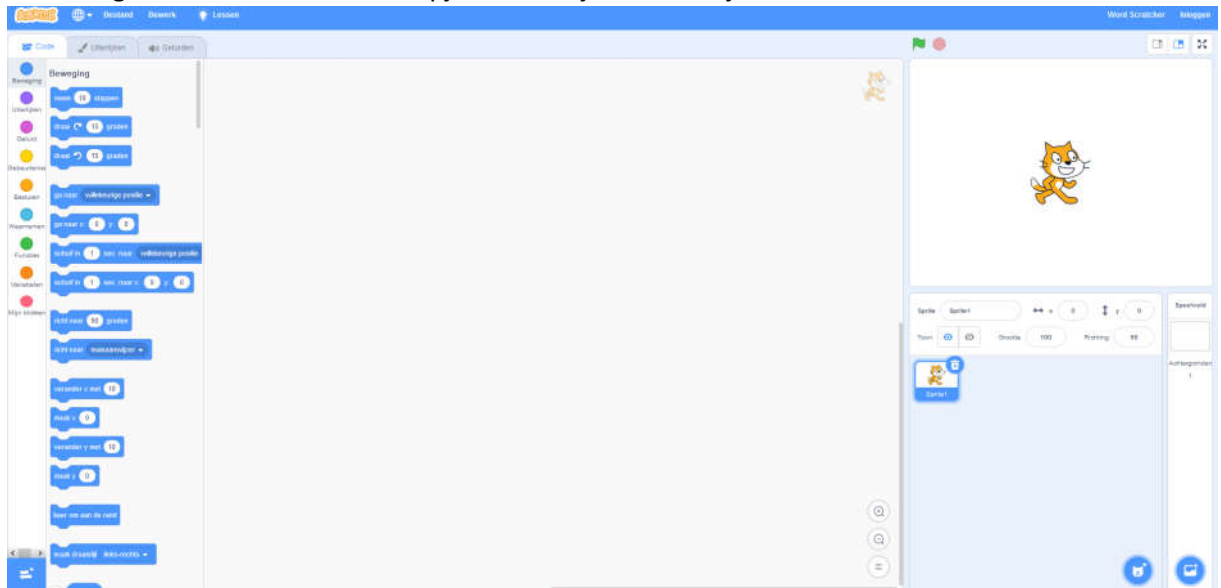 SCRATCH Bestand Bewerk Lessen Word Scratcher Inloggen
Code Uiterlijken Geluiden
Beweging
Uiterlijken
Geluid
Gebeurtenis
Besturen
Waarnemen
Functies
Variabelen
Mijn blokken
Beweging
neem 10 stappen
draai 15 graden
draai 15 graden
ga naar willekeurige positie
ga naar x: 0 y: 0
schuif in 1 sec. naar willekeurige positie
schuif in 1 sec. naar x: 0 y: 0
richt naar 90 graden
richt naar muisaanwijzer
verander x met 10
maak x 0
verander y met 10
maak y 0
keer om aan de rand
maak draaistijl links-rechts
Sprite Sprite1 x 0 y 0
Toon Grootte 100 Richting 90
Sprite1
Speelveld
Achtergronden
1